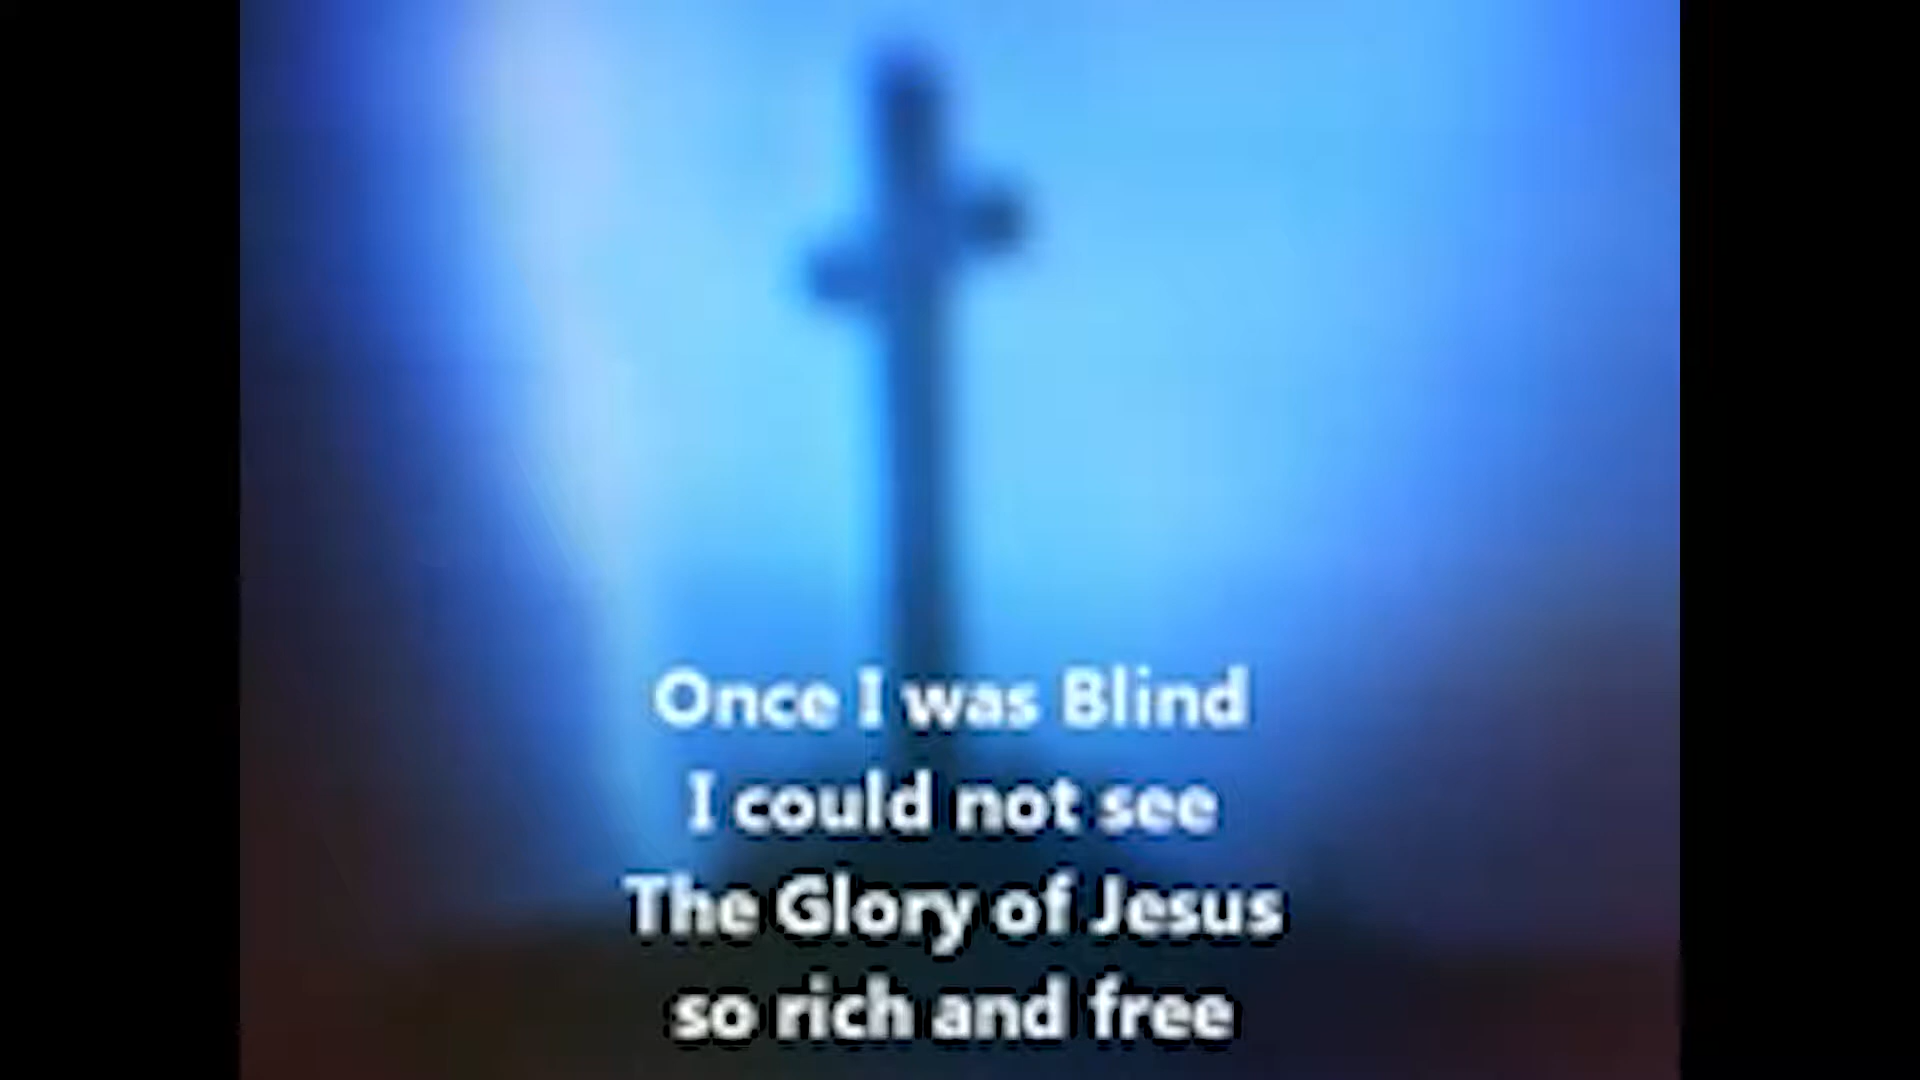 Once I was Blind
I could not see
The Glory of Jesus
so rich and free